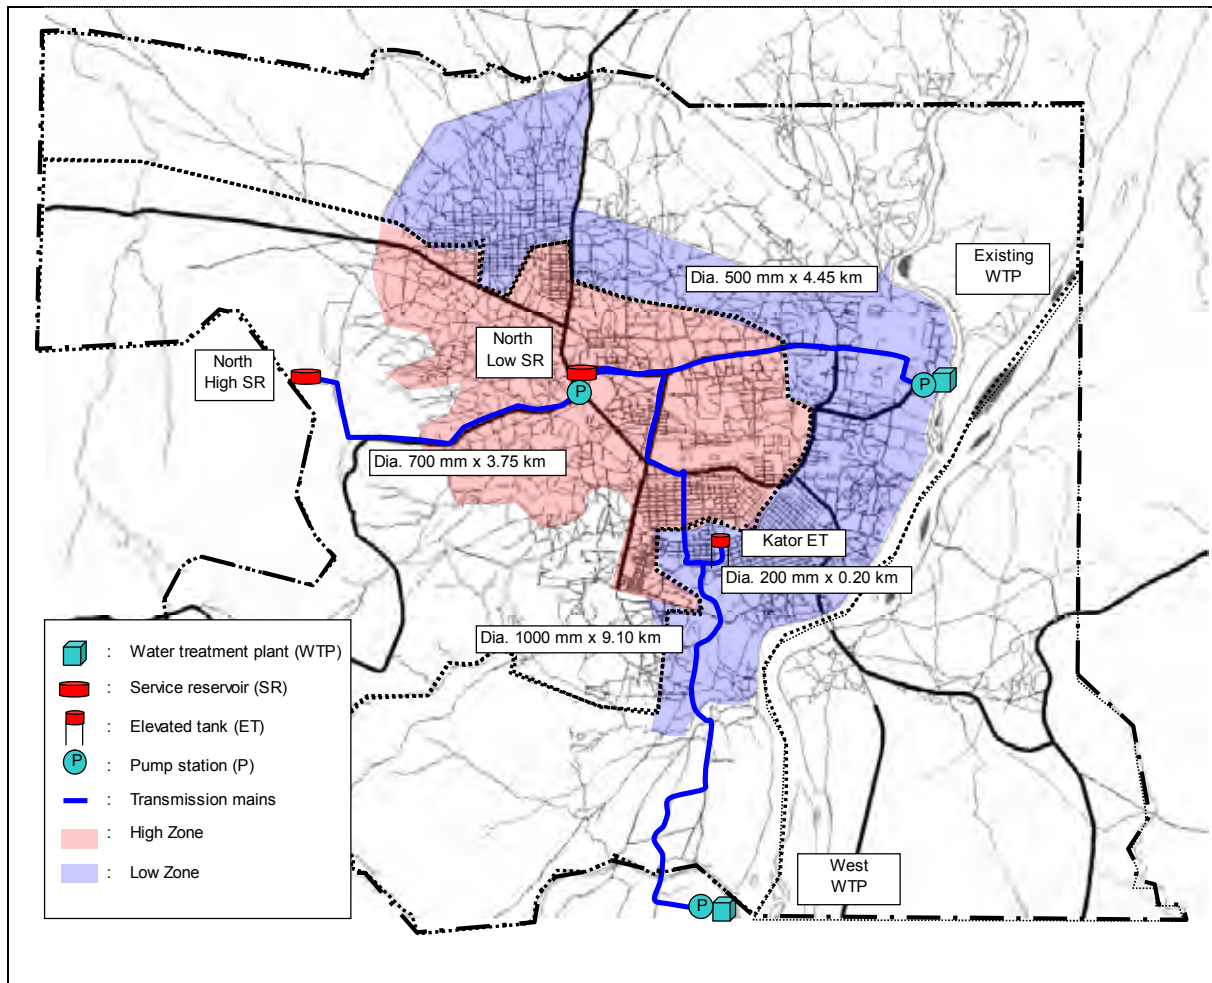 Existing
WTP
Dia. 500 mm x 4.45 km
North
Low SR
North
High SR
P
P
Dia. 700 mm x 3.75 km
Kator ET
Dia. 200 mm x 0.20 km
Dia. 1000 mm x 9.10 km
: Water treatment plant (WTP)
: Service reservoir (SR)
: Elevated tank (ET)
P : Pump station (P)
: Transmission mains
: High Zone
: Low Zone
West
WTP
P